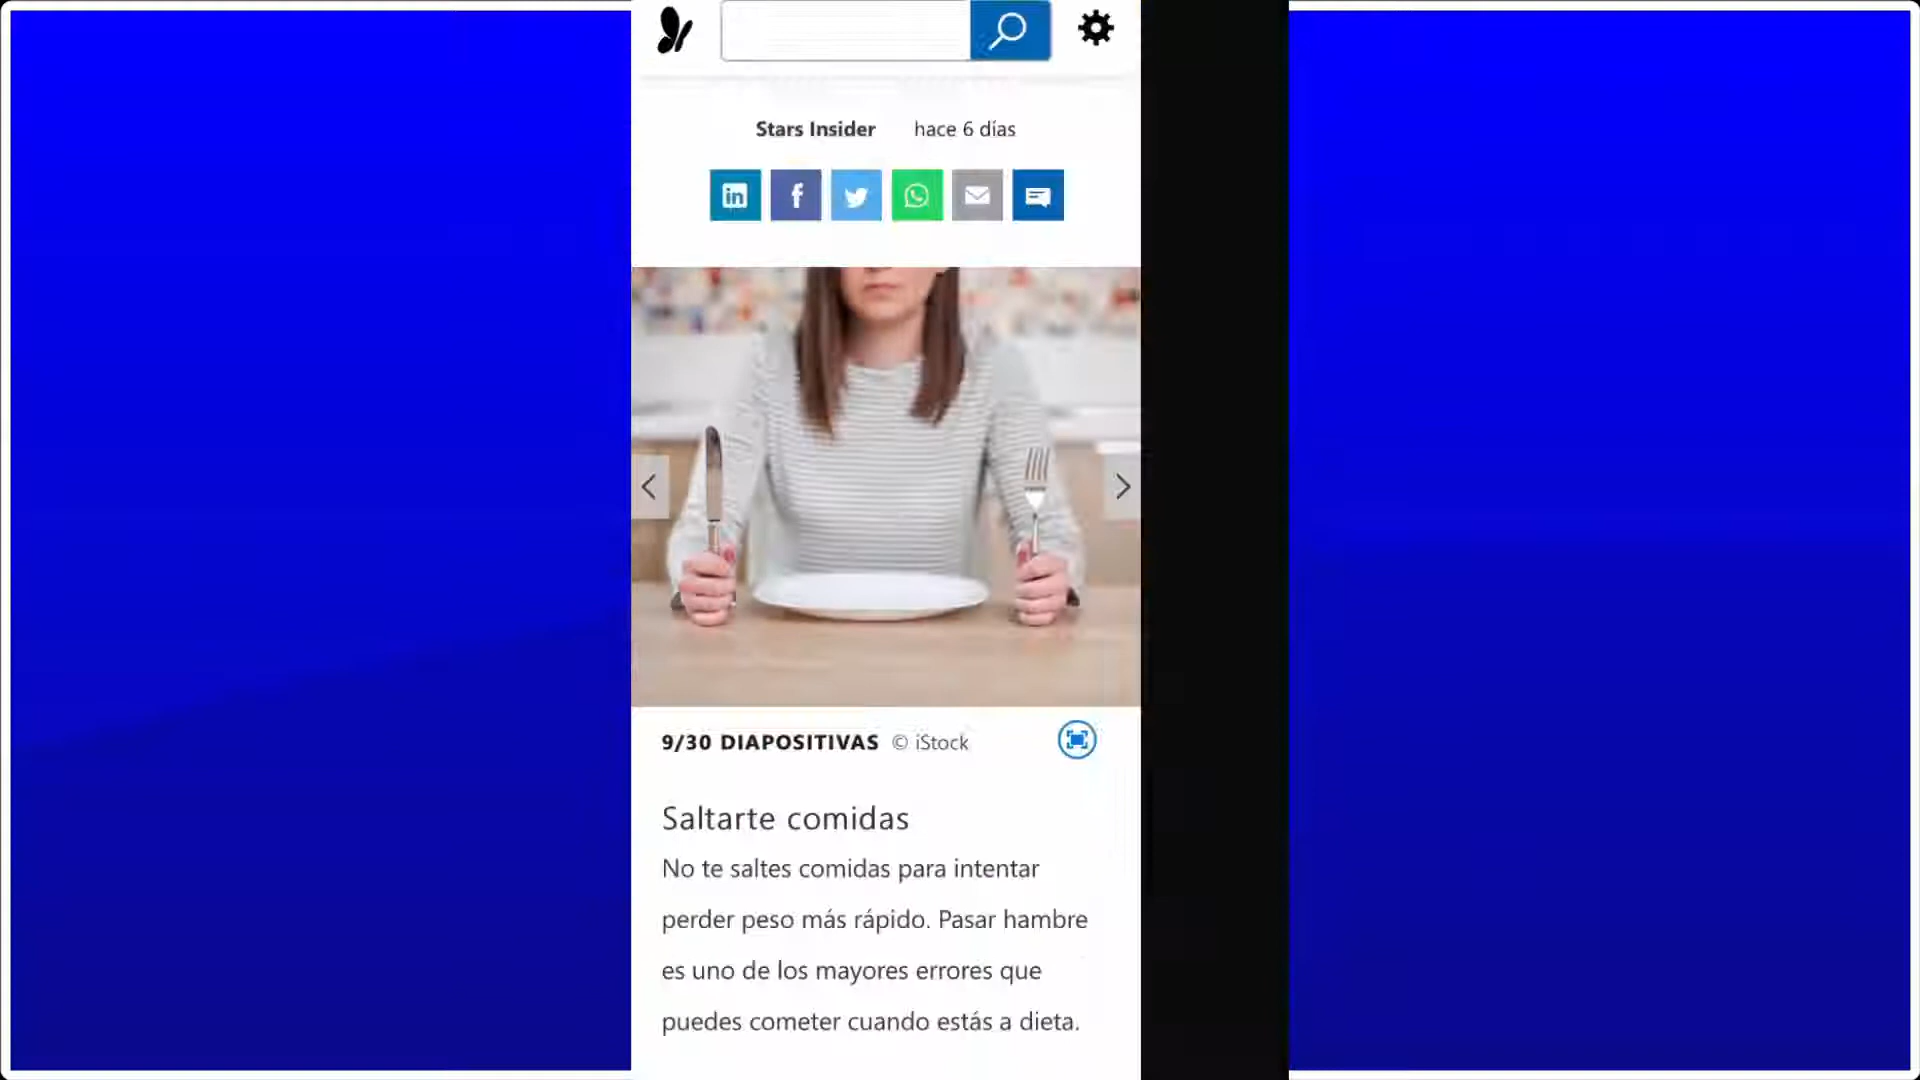 Stars Insider hace 6 días
in f
9/30 DIAPOSITIVAS © iStock
Saltarte comidas
No te saltes comidas para intentar
perder peso más rápido. Pasar hambre
es uno de los mayores errores que
puedes cometer cuando estás a dieta.